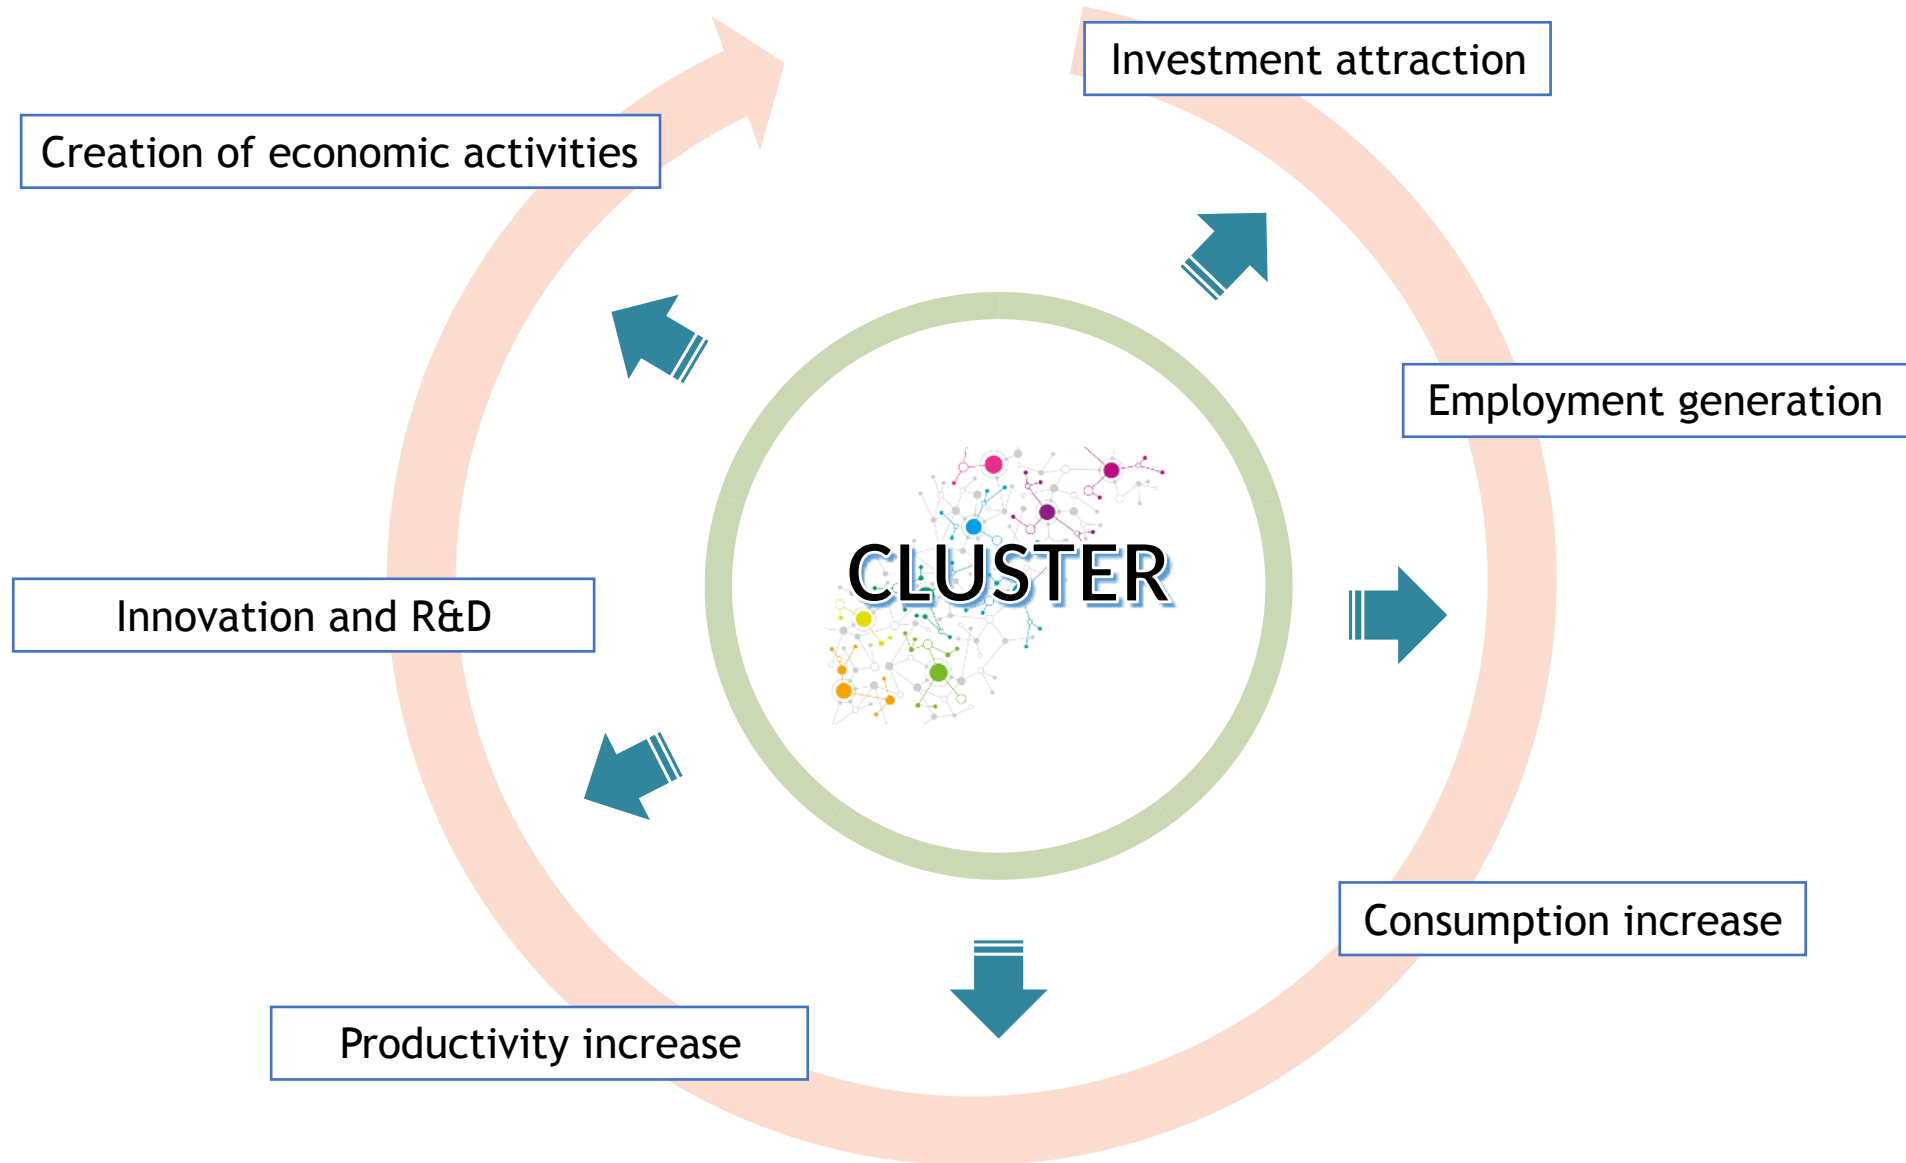 Investment attraction
Creation of economic activities
Employment generation
CLUSTER
Innovation and R&D
Consumption increase
Productivity increase